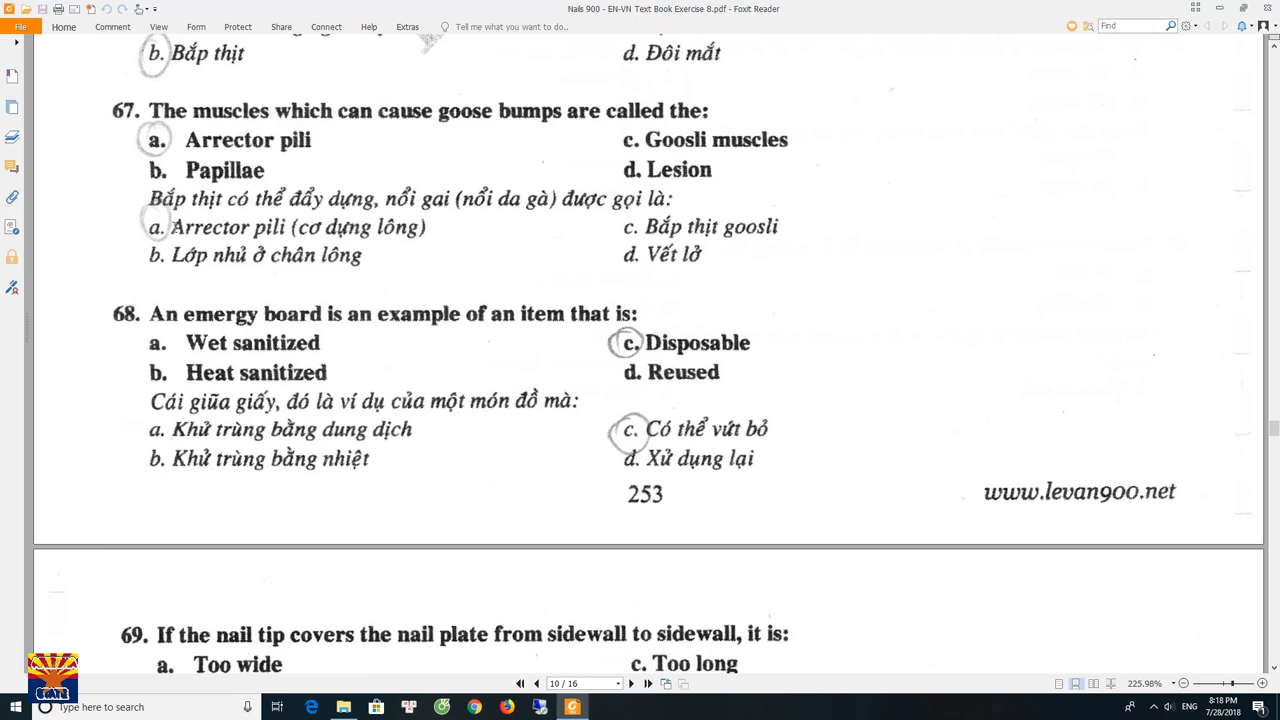 Nails 900 - EN-VN Text Book Exercise 8.pdf - Foxit Reader
File Home Comment View Form Protect Share Connect Help Extras Tell me what you want to do.. Find
b. Bắp thịt d. Đôi mắt
67. The muscles which can cause goose bumps are called the:
a. Arrector pili c. Goosli muscles
b. Papillae d. Lesion
Bắp thịt có thể đẩy dựng, nổi gai (nổi da gà) được gọi là:
a. Arrector pili (cơ dựng lông) c. Bắp thịt goosli
b. Lớp nhủ ở chân lông d. Vết lở
68. An emergy board is an example of an item that is:
a. Wet sanitized c. Disposable
b. Heat sanitized d. Reused
Cái giũa giấy, đó là ví dụ của một món đồ mà:
a. Khử trùng bằng dung dịch c. Có thể vứt bỏ
b. Khử trùng bằng nhiệt d. Xử dụng lại
253 www.levan900.net
69. If the nail tip covers the nail plate from sidewall to sidewall, it is:
a. Too wide c. Too long
10 / 16 225.98%
STATE
Type here to search ENG 8:18 PM
7/28/2018